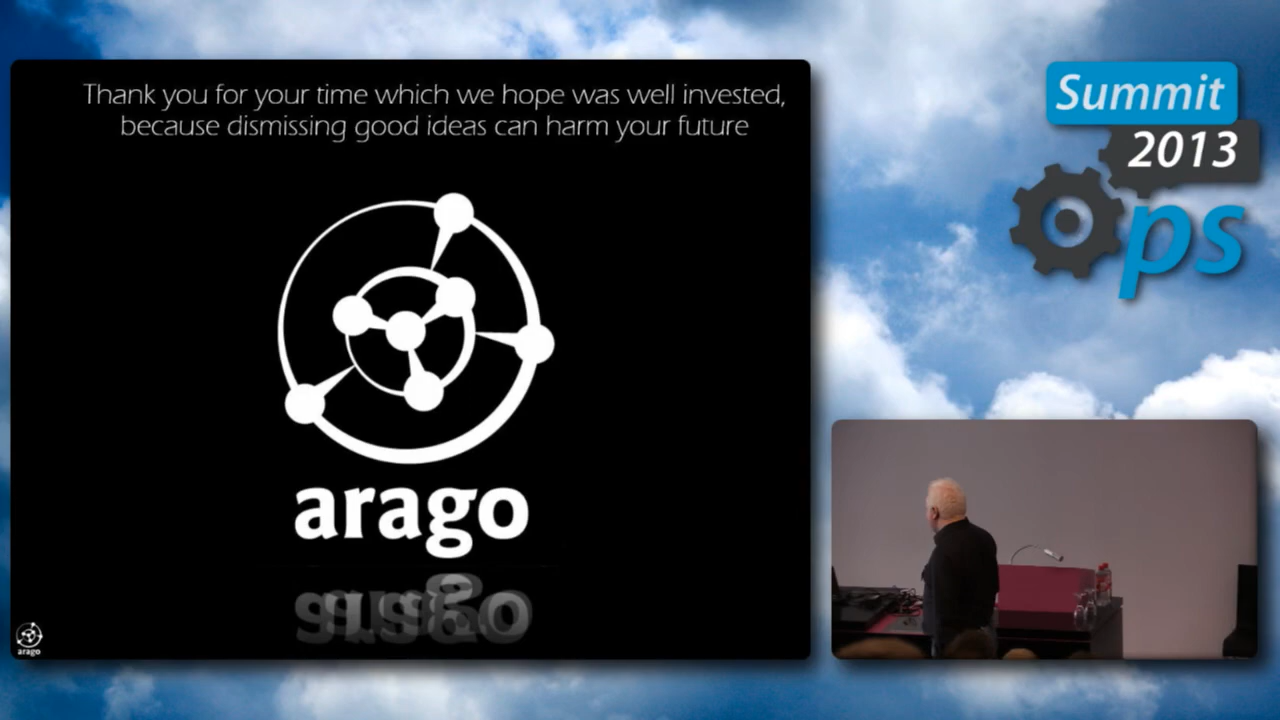 Thank you for your time which we hope was well invested,
because dismissing good ideas can harm your future
arago
arago
Summit
2013
Ops